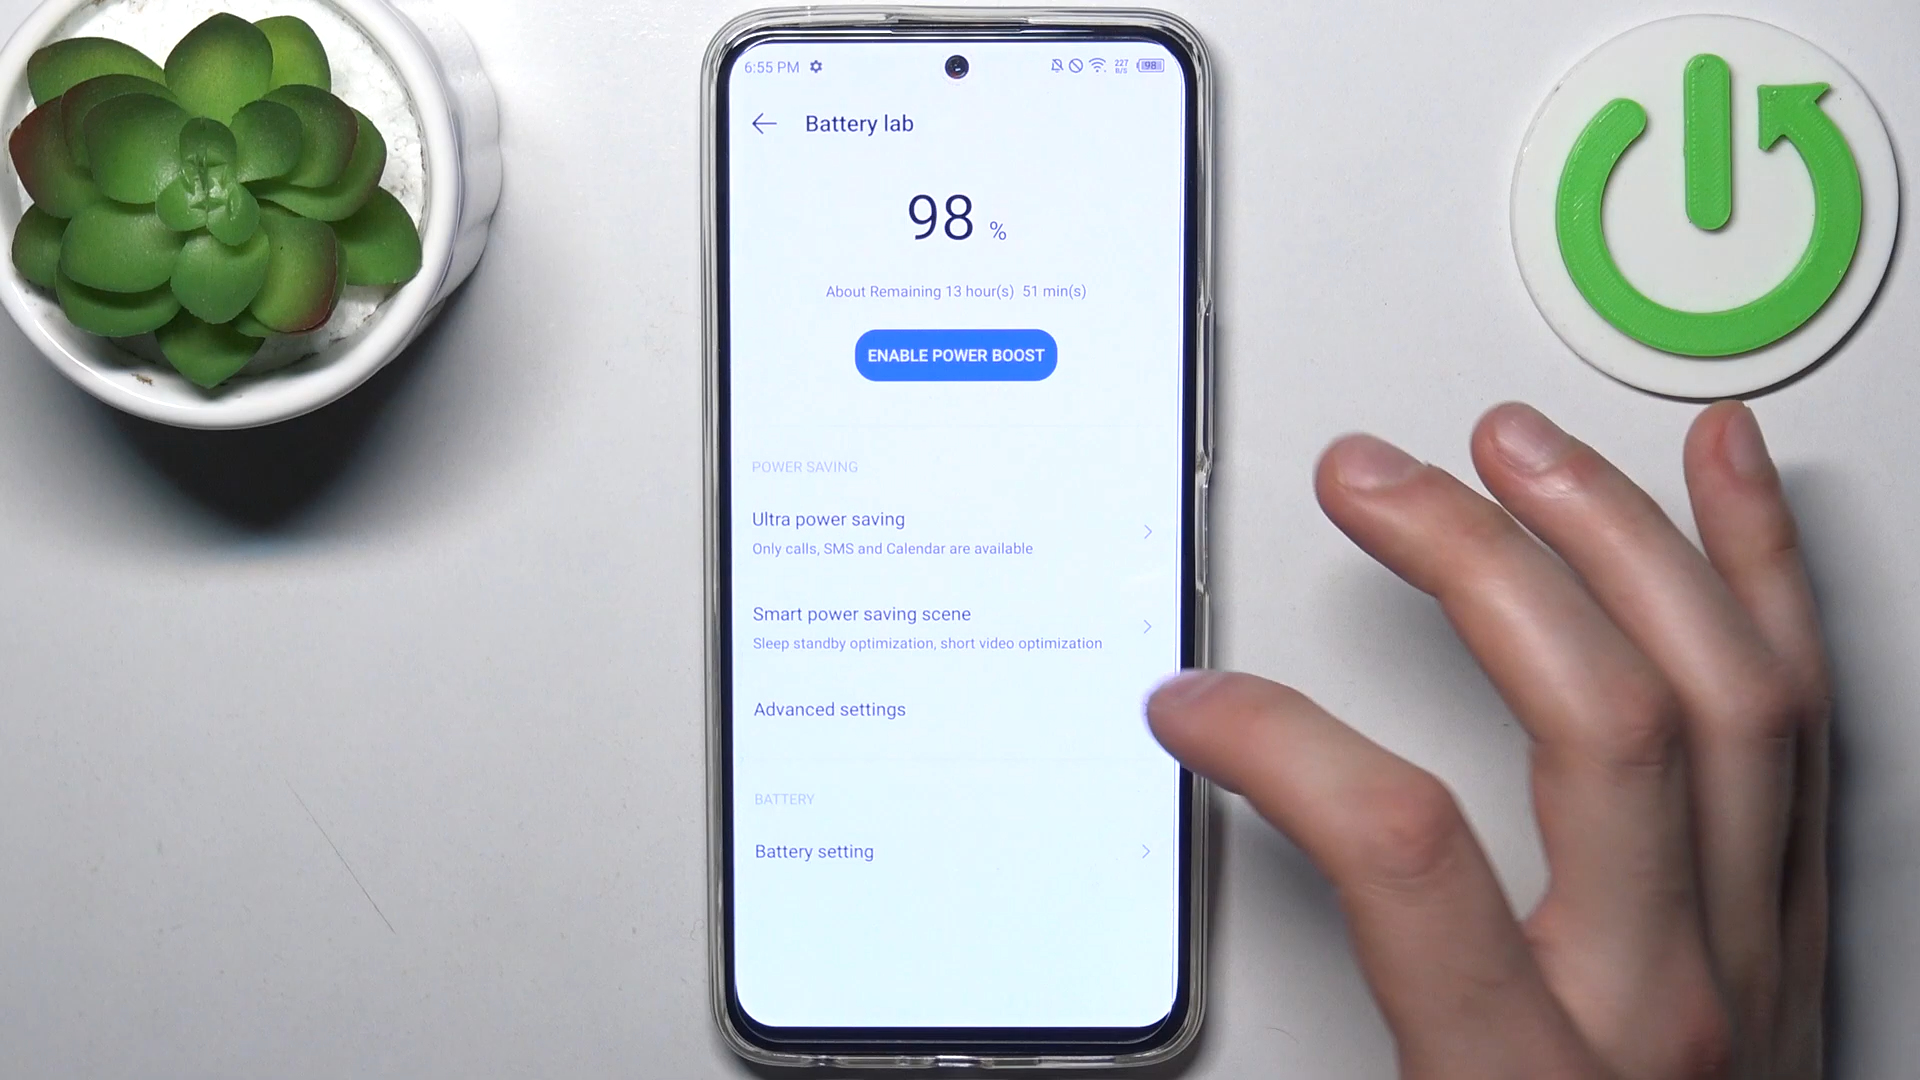 6:55 PM
227
B/S
98
Battery lab
98 %
About Remaining 13 hour(s) 51 min(s)
ENABLE POWER BOOST
POWER SAVING
Ultra power saving
Only calls, SMS and Calendar are available
Smart power saving scene
Sleep standby optimization, short video optimization
Advanced settings
BATTERY
Battery setting